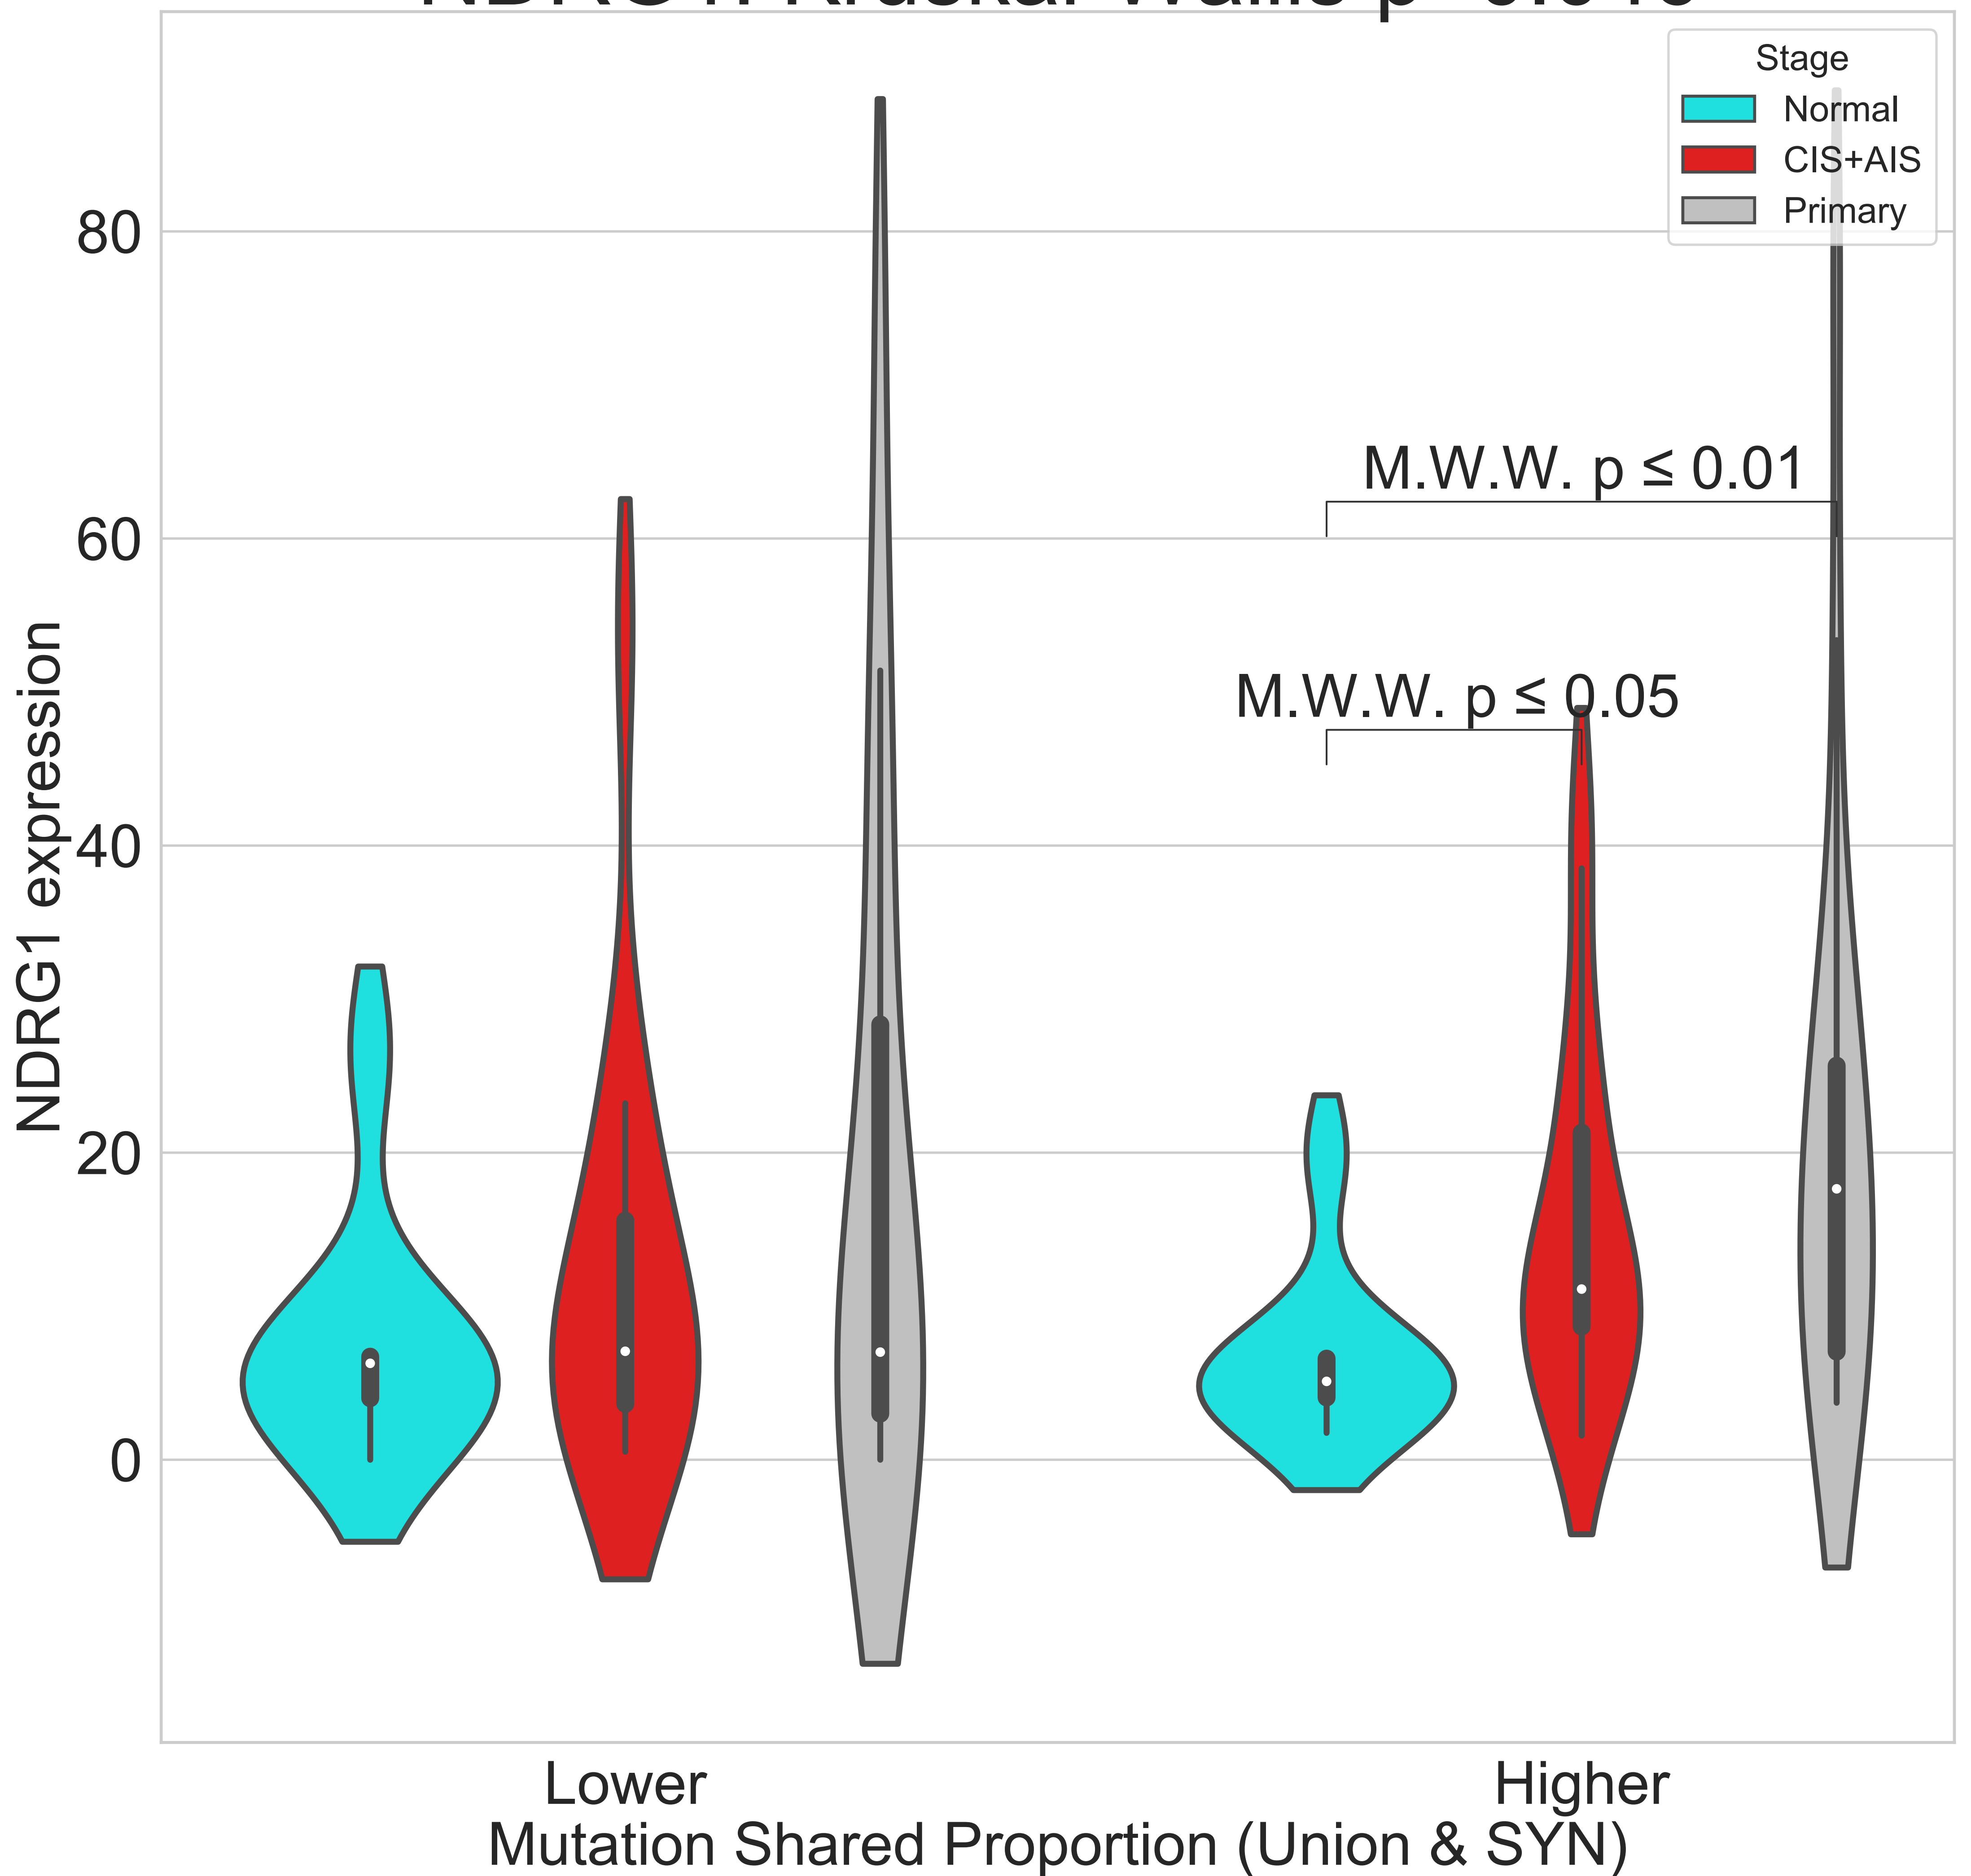 Stage
Normal
CIS+AIS
Primary
80
60
40
20
0
M.W.W. p ≤ 0.01
M.W.W. p ≤ 0.05
NDRG1 expression
Lower
Higher
Mutation Shared Proportion (Union & SYN)